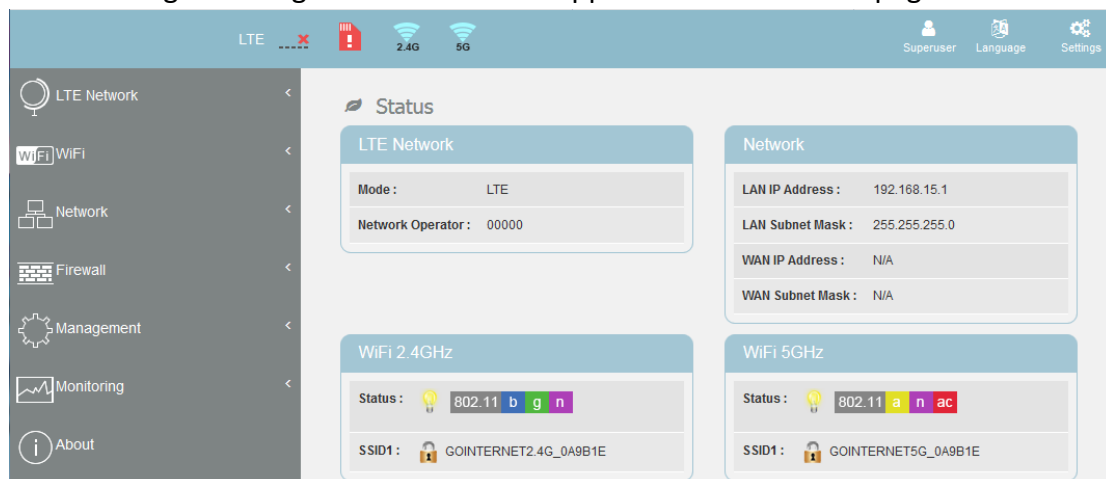 LTE
2.4G
5G
Superuser
Language
Settings
LTE Network
WiFi WiFi
Network
Firewall
Management
Monitoring
About
Status
LTE Network
Mode : LTE
Network Operator : 00000
Network
LAN IP Address : 192.168.15.1
LAN Subnet Mask : 255.255.255.0
WAN IP Address : N/A
WAN Subnet Mask : N/A
WiFi 2.4GHz
Status : 802.11 b g n
SSID1 : GOINTERNET2.4G_0A9B1E
WiFi 5GHz
Status : 802.11 a n ac
SSID1 : GOINTERNET5G_0A9B1E